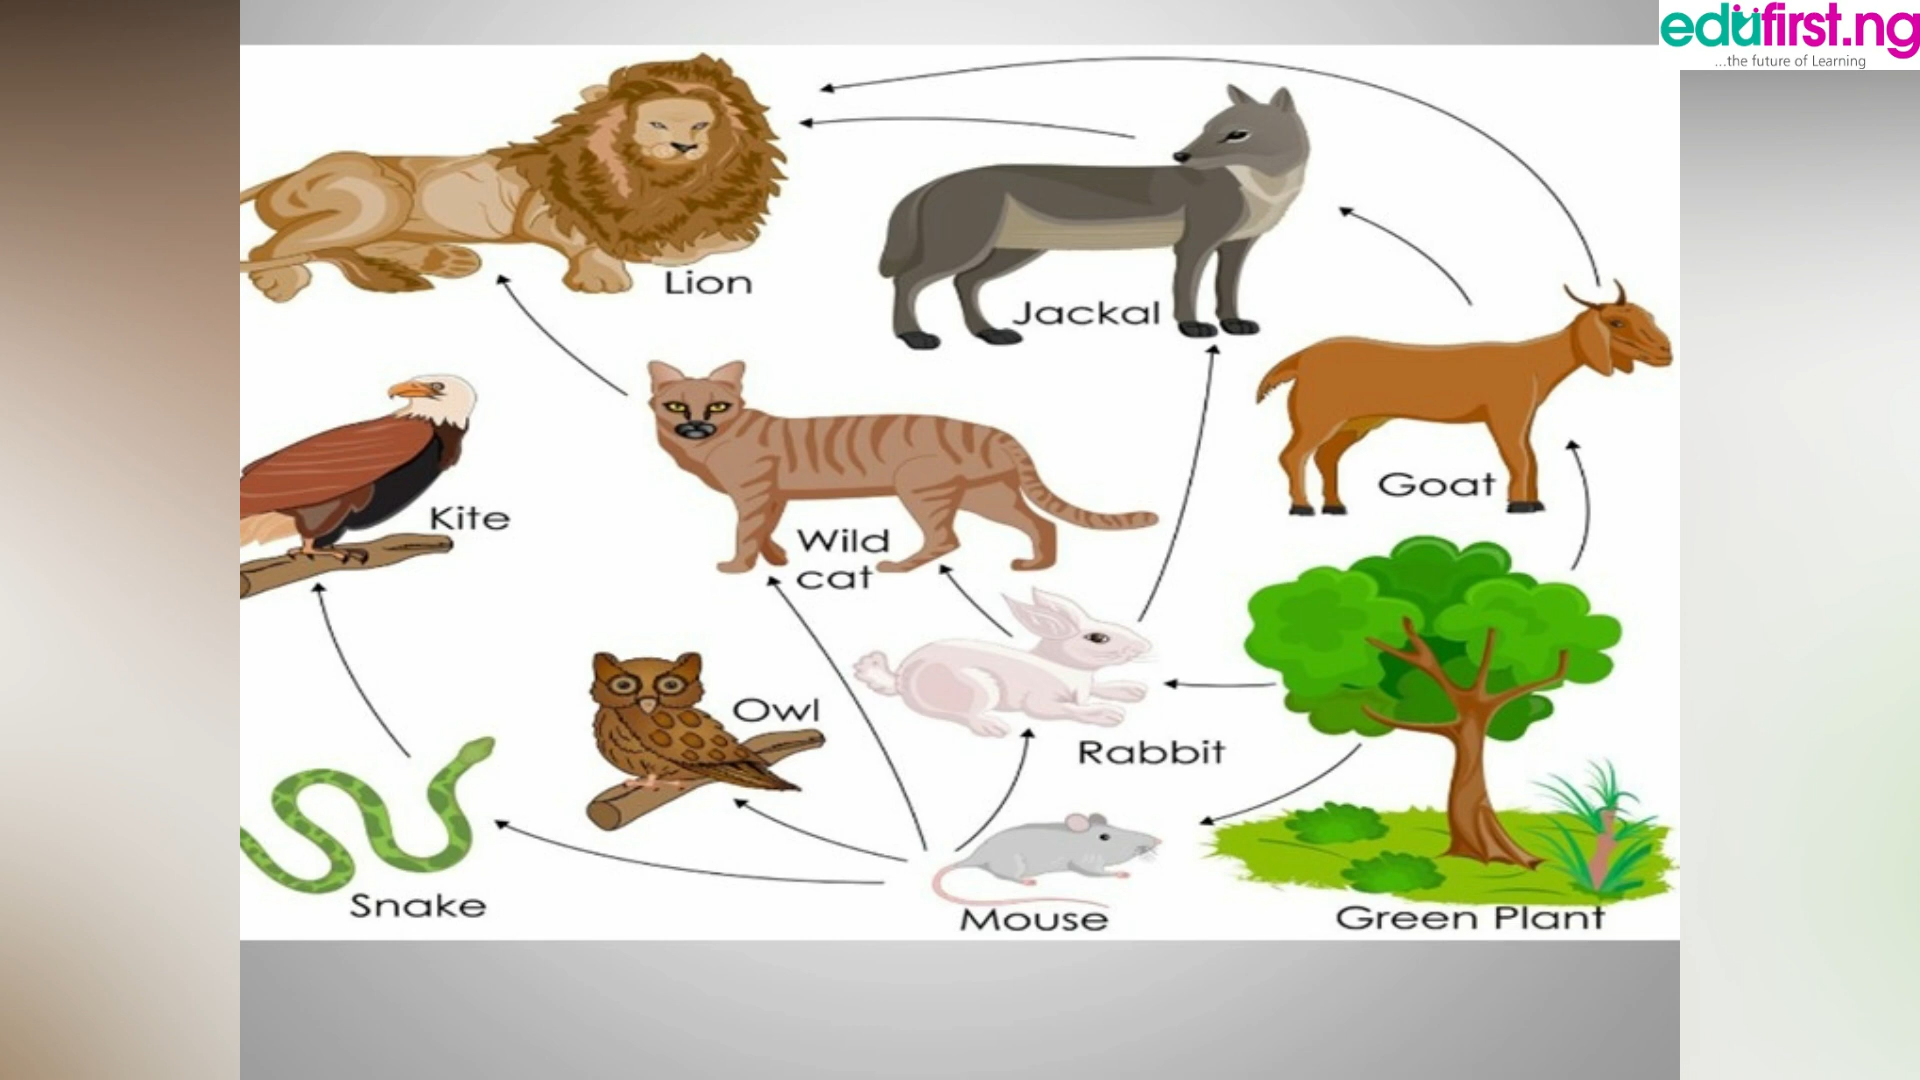 edufirst.ng
...the future of Learning
Lion
Jackal
Goat
Kite
Wild
cat
Owl
Rabbit
Snake
Mouse
Green Plant